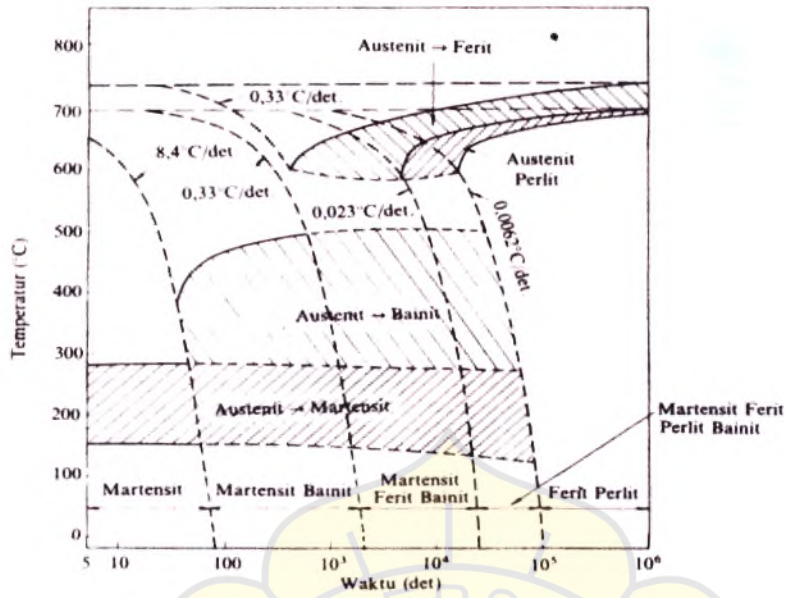 800
700
600
500
400
300
200
100
0
Temperatur (°C)
Austenit → Ferit
0,33°C/det.
8,4°C/det
0,33°C/det
Austenit
Perlit
0,023°C/det.
0,0062°C/det
Austenit → Bainit
Austenit → Martensit
Martensit Ferit
Perlit Bainit
Martensit
Martensit Bainit
Martensit
Ferit Bainit
Ferit Perlit
5 10 100 10³ 10⁴ 10⁵ 10⁶
Waktu (det)